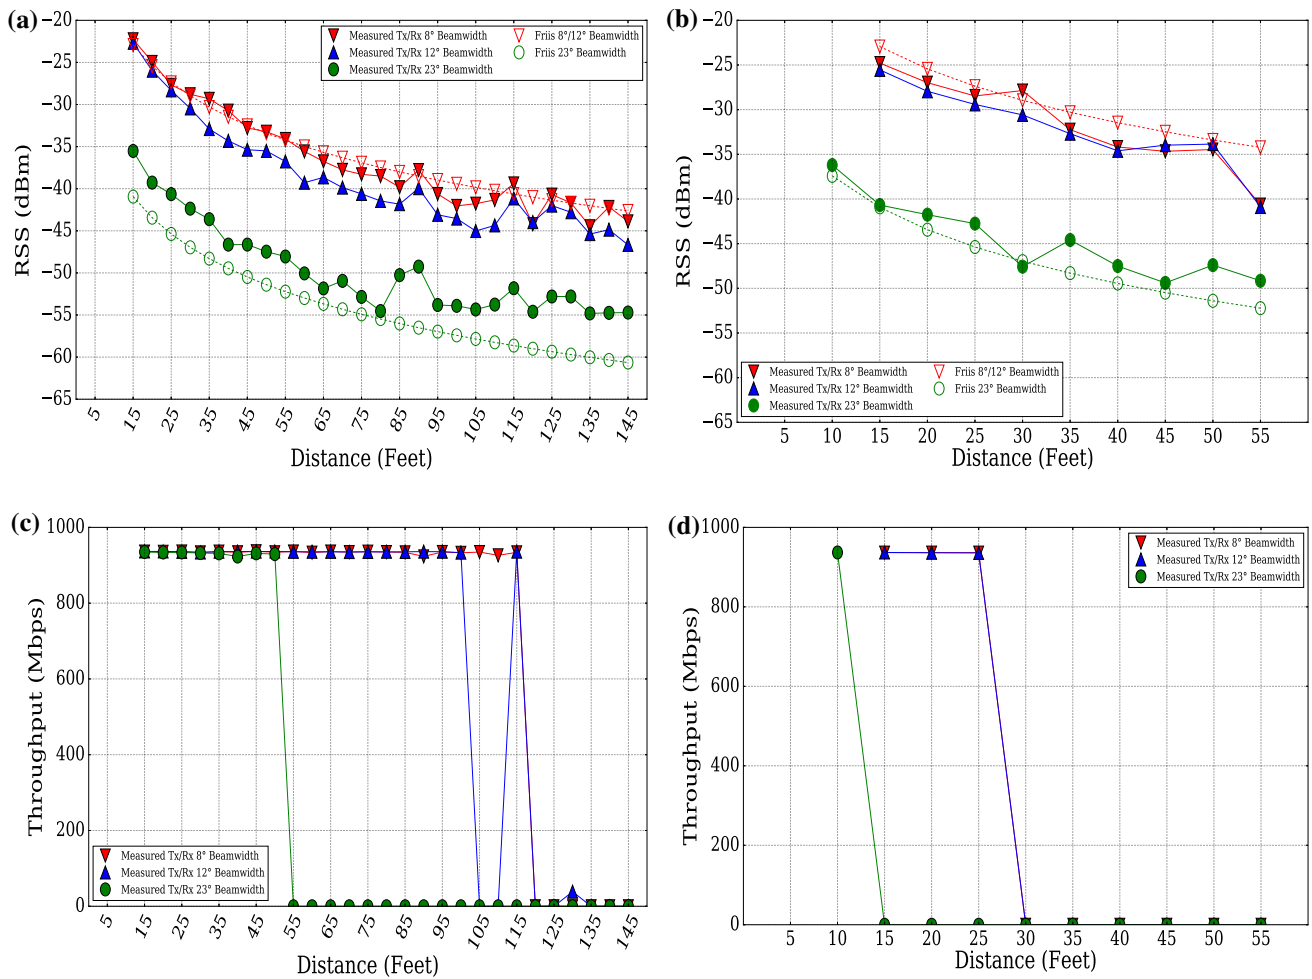 (a)
−20
−25
−30
−35
−40
−45
−50
−55
−60
−65
RSS (dBm)
5 15 25 35 45 55 65 75 85 95 105 115 125 135 145
Distance (Feet)
Measured Tx/Rx 8° Beamwidth
Measured Tx/Rx 12° Beamwidth
Measured Tx/Rx 23° Beamwidth
Friis 8°/12° Beamwidth
Friis 23° Beamwidth
(b)
−20
−25
−30
−35
−40
−45
−50
−55
−60
−65
RSS (dBm)
Measured Tx/Rx 8° Beamwidth
Measured Tx/Rx 12° Beamwidth
Measured Tx/Rx 23° Beamwidth
Friis 8°/12° Beamwidth
Friis 23° Beamwidth
5 10 15 20 25 30 35 40 45 50 55
Distance (Feet)
(c)
1000
800
600
400
200
0
Throughput (Mbps)
Measured Tx/Rx 8° Beamwidth
Measured Tx/Rx 12° Beamwidth
Measured Tx/Rx 23° Beamwidth
5 15 25 35 45 55 65 75 85 95 105 115 125 135 145
Distance (Feet)
(d)
1000
800
600
400
200
0
Throughput (Mbps)
Measured Tx/Rx 8° Beamwidth
Measured Tx/Rx 12° Beamwidth
Measured Tx/Rx 23° Beamwidth
5 10 15 20 25 30 35 40 45 50 55
Distance (Feet)